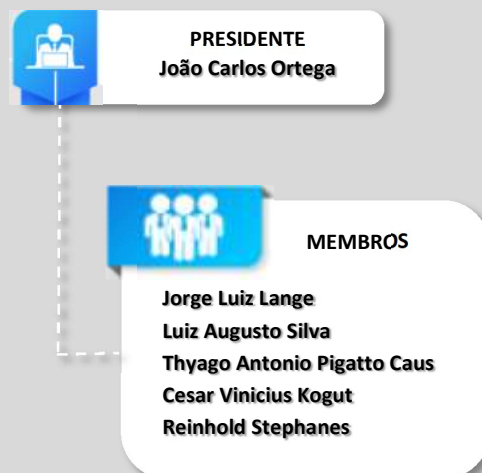 PRESIDENTE
João Carlos Ortega
MEMBROS
Jorge Luiz Lange
Luiz Augusto Silva
Thyago Antonio Pigatto Caus
Cesar Vinicius Kogut
Reinhold Stephanes